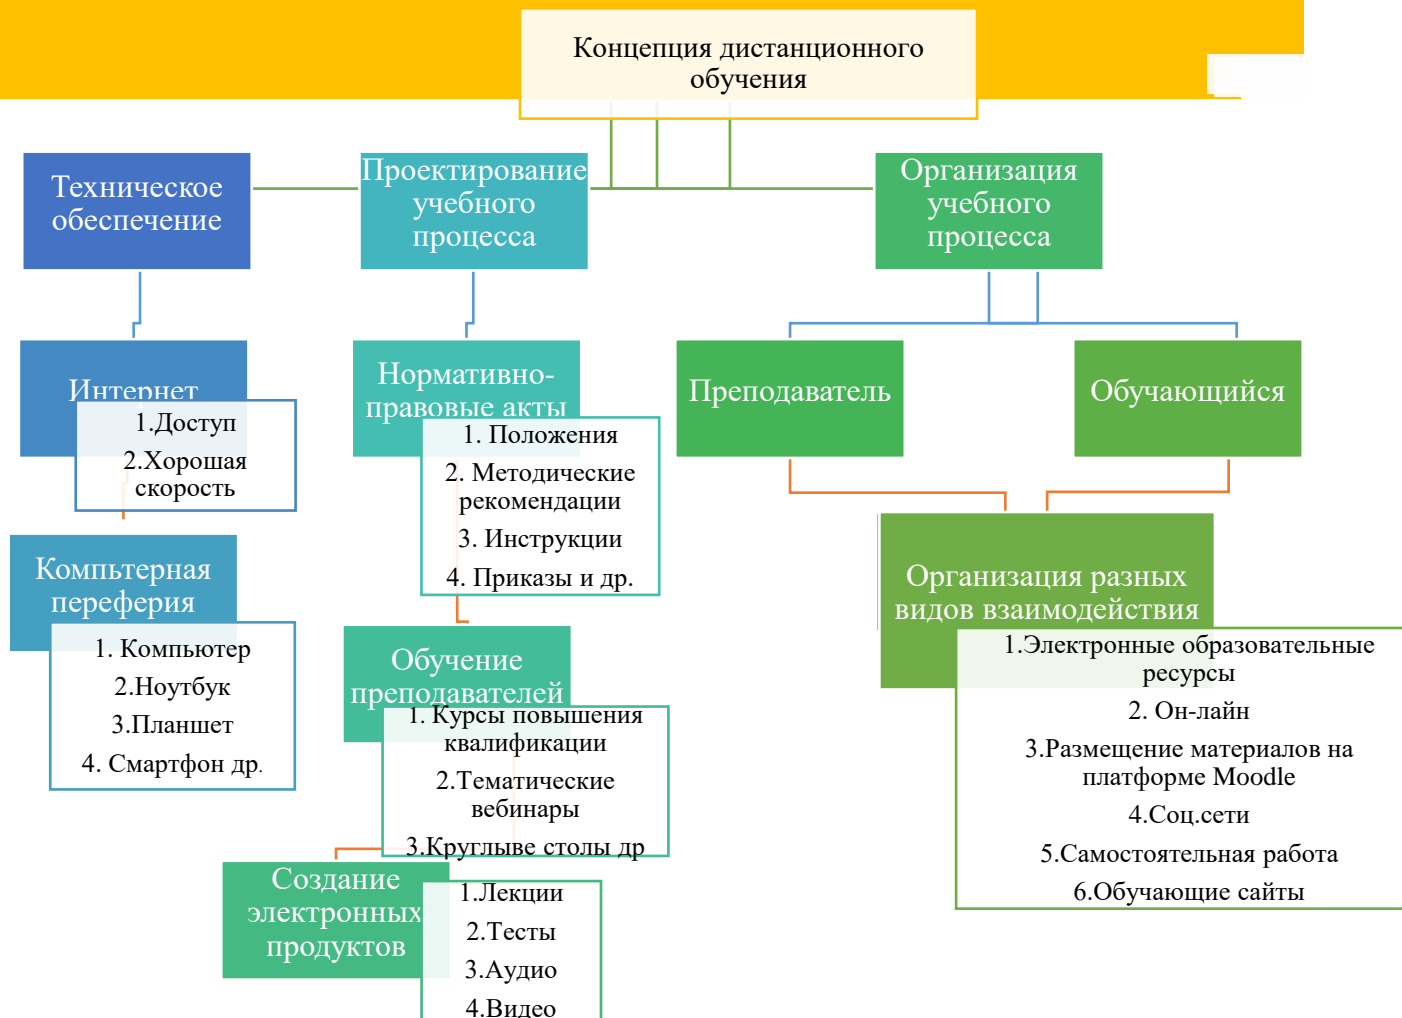 Концепция дистанционного
обучения
Техническое
обеспечение
Проектирование
учебного
процесса
Организация
учебного
процесса
Интернет
1.Доступ
2.Хорошая
скорость
Нормативно-
правовые акты
1. Положения
2. Методические
рекомендации
3. Инструкции
4. Приказы и др.
Преподаватель
Обучающийся
Компьтерная
переферия
1. Компьютер
2.Ноутбук
3.Планшет
4. Смартфон др.
Обучение
преподавателей
1. Курсы повышения
квалификации
2.Тематические
вебинары
3.Круглыве столы др
Организация разных
видов взаимодействия
1.Электронные образовательные
ресурсы
2. Он-лайн
3.Размещение материалов на
платформе Moodle
4.Соц.сети
5.Самостоятельная работа
6.Обучающие сайты
Создание
электронных
продуктов
1.Лекции
2.Тесты
3.Аудио
4.Видео